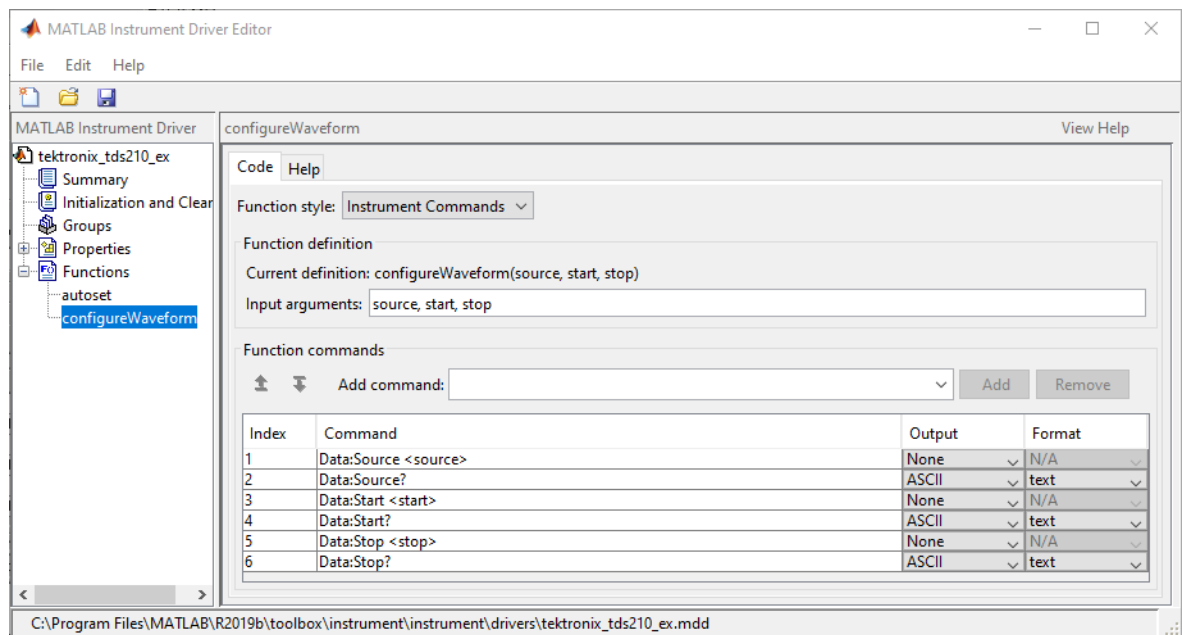 MATLAB Instrument Driver Editor
File Edit Help
MATLAB Instrument Driver
configureWaveform View Help
tektronix_tds210_ex
Summary
Initialization and Clear
Groups
Properties
Functions
autoset
configureWaveform
Code Help
Function style: Instrument Commands
Function definition
Current definition: configureWaveform(source, start, stop)
Input arguments: source, start, stop
Function commands
Add command: Add Remove
Index Command Output Format
1 Data:Source <source> None N/A
2 Data:Source? ASCII text
3 Data:Start <start> None N/A
4 Data:Start? ASCII text
5 Data:Stop <stop> None N/A
6 Data:Stop? ASCII text
C:\Program Files\MATLAB\R2019b\toolbox\instrument\instrument\drivers\tektronix_tds210_ex.mdd